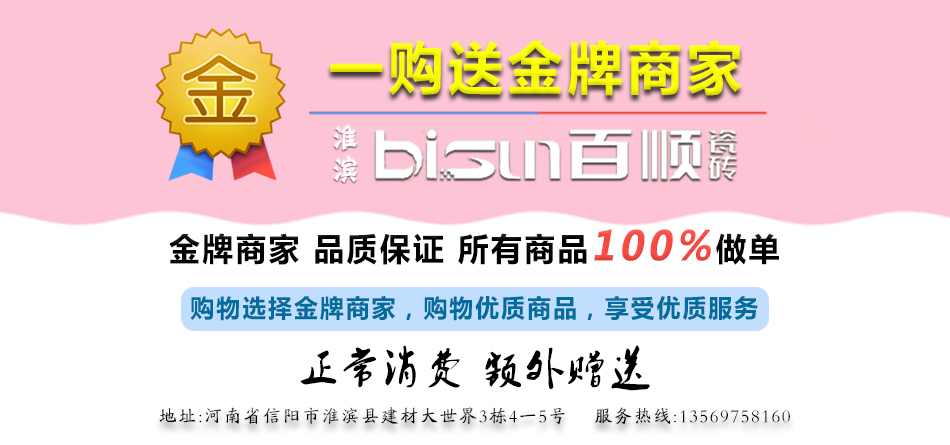 金
一购送金牌商家
淮滨 bisun百顺 瓷砖
金牌商家 品质保证 所有商品100%做单
购物选择金牌商家，购物优质商品，享受优质服务
正常消费 额外赠送
地址:河南省信阳市淮滨县建材大世界3栋4一5号 服务热线:13569758160